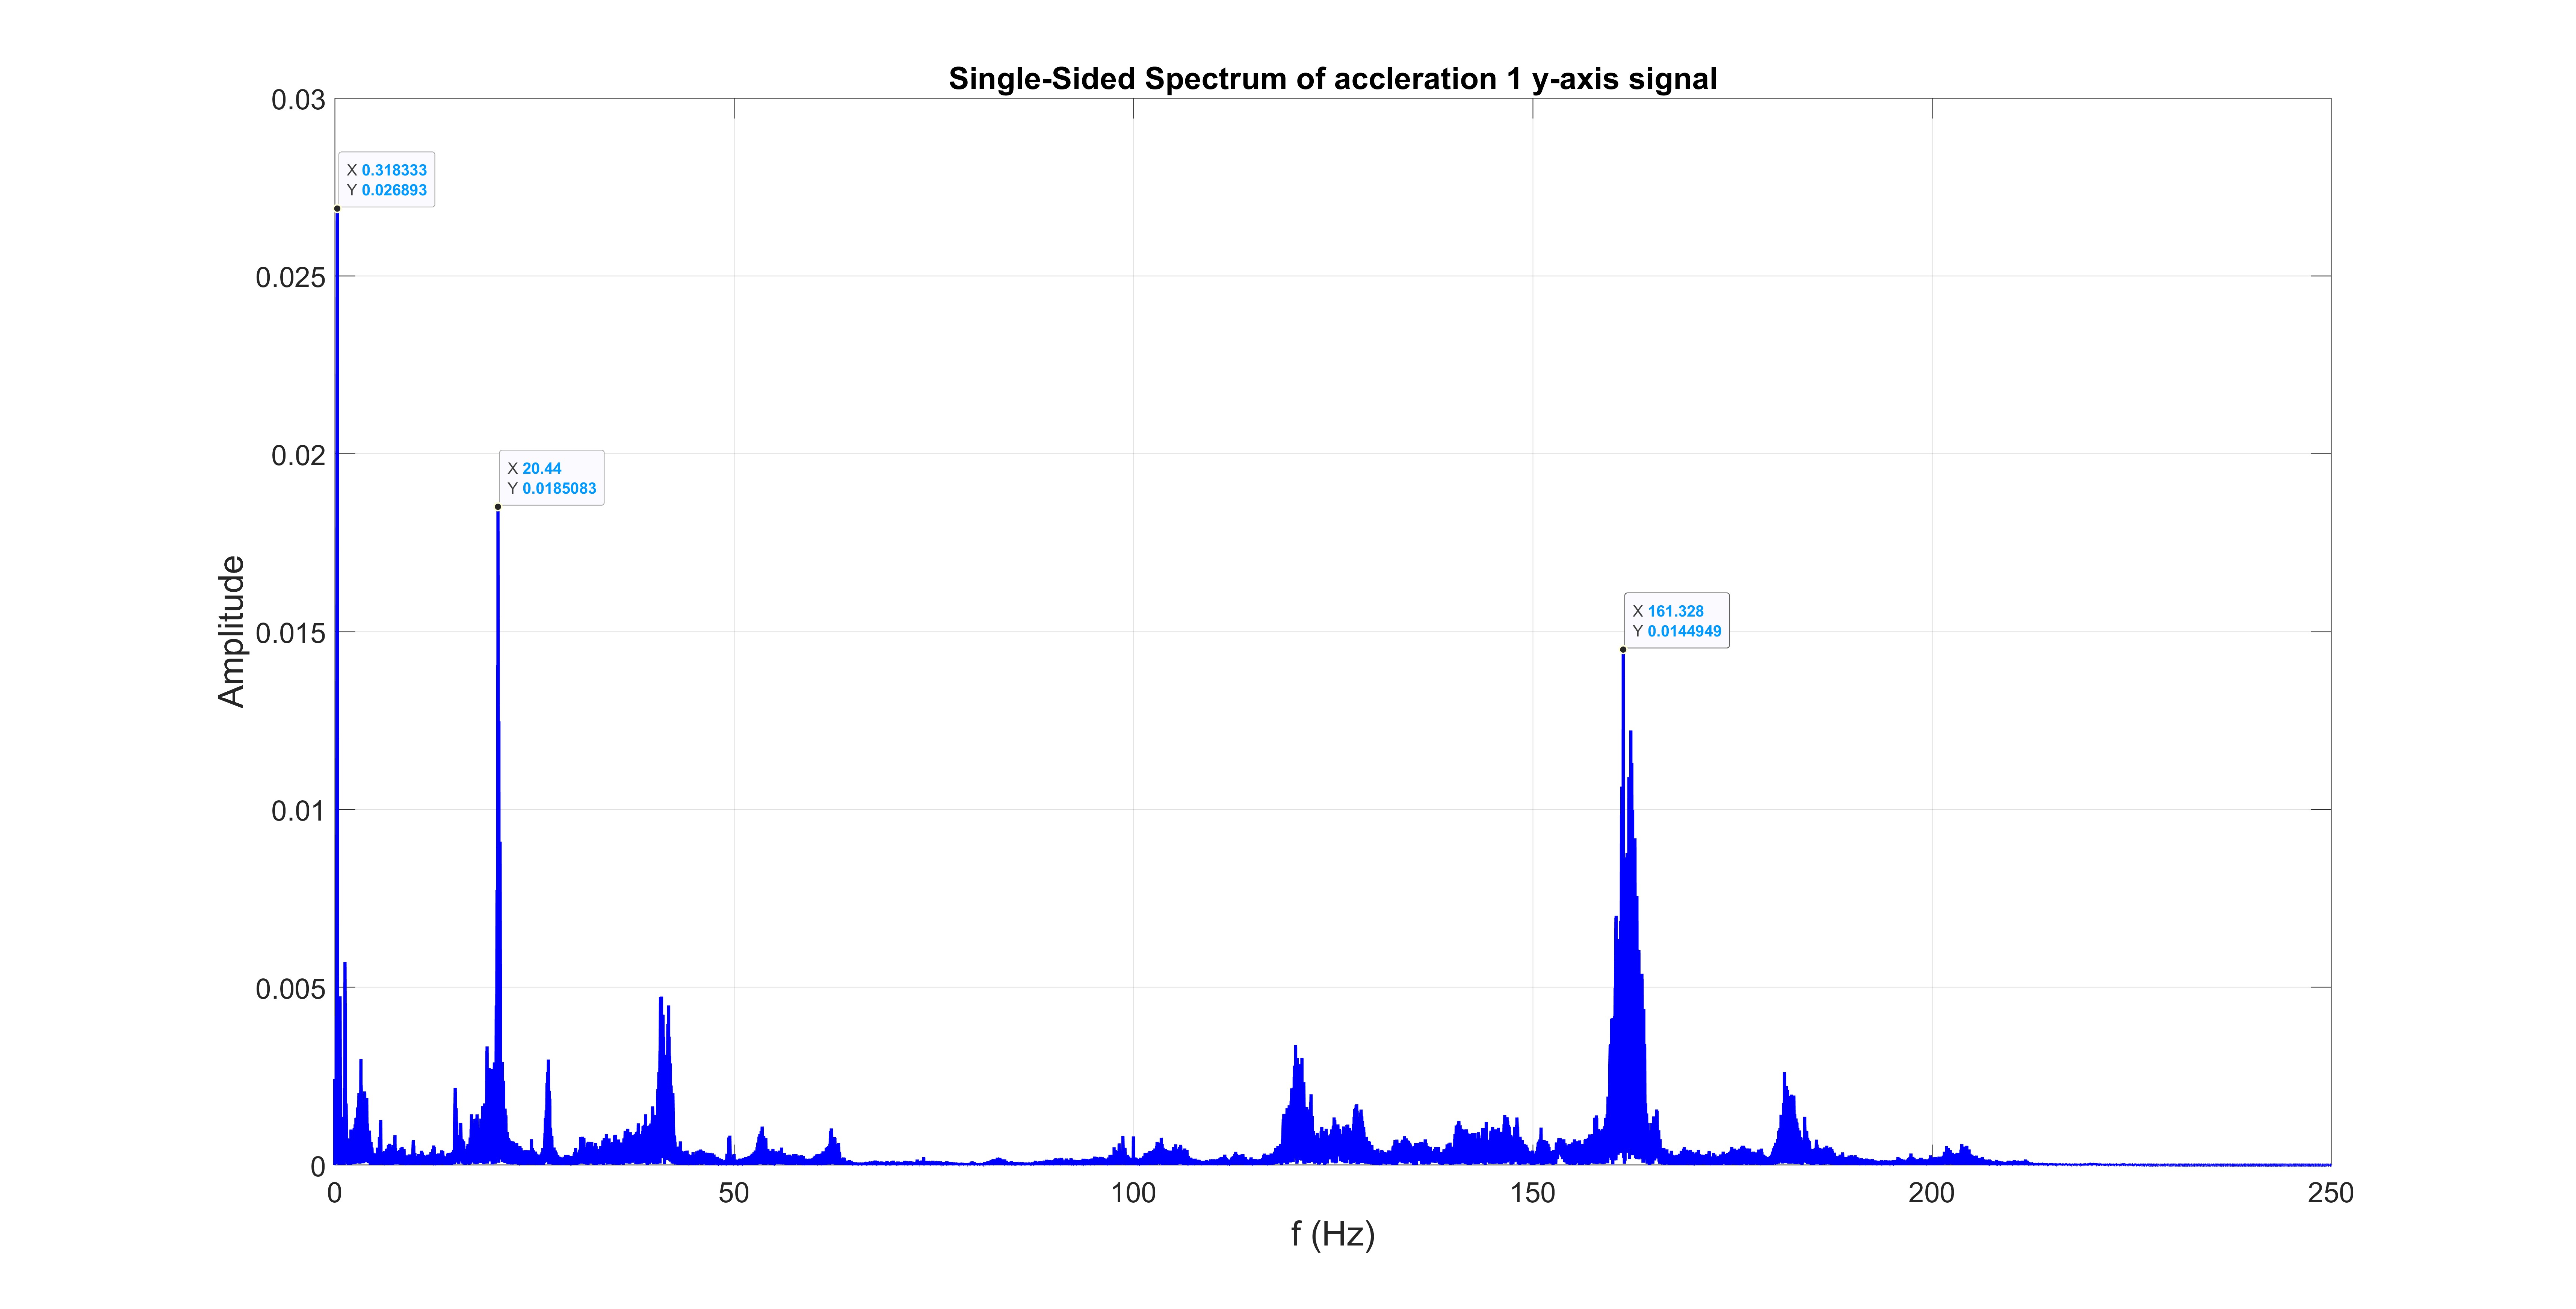 Single-Sided Spectrum of accleration 1 y-axis signal
0.03
0.025
0.02
0.015
0.01
0.005
0
X 0.318333
Y 0.026893
X 20.44
Y 0.0185083
X 161.328
Y 0.0144949
Amplitude
0
50
100
150
200
250
f (Hz)